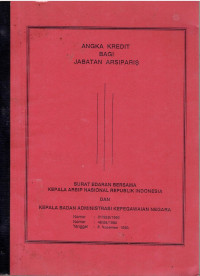 ANGKA KREDIT
BAGI
JABATAN ARSIPARIS
SURAT EDARAN BERSAMA
KEPALA ARSIP NASIONAL REPUBLIK INDONESIA
DAN
KEPALA BADAN ADMINISTRASI KEPEGAWAIAN NEGARA
Nomor :
Nomor :
Tanggal :